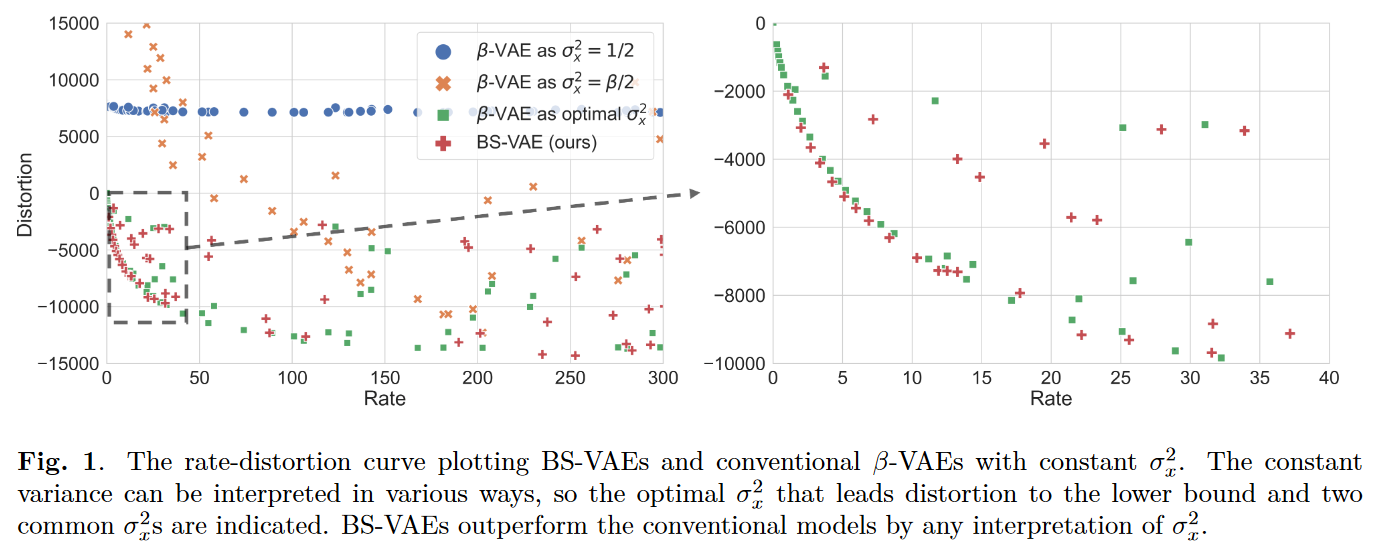 15000
10000
5000
0
−5000
−10000
−15000
Distortion
0
50
100
150
200
250
300
Rate
β-VAE as σ²ₓ = 1/2
β-VAE as σ²ₓ = β/2
β-VAE as optimal σ²ₓ
BS-VAE (ours)
0
−2000
−4000
−6000
−8000
−10000
0
5
10
15
20
25
30
35
40
Rate
Fig. 1. The rate-distortion curve plotting BS-VAEs and conventional β-VAEs with constant σ²ₓ. The constant
variance can be interpreted in various ways, so the optimal σ²ₓ that leads distortion to the lower bound and two
common σ²ₓs are indicated. BS-VAEs outperform the conventional models by any interpretation of σ²ₓ.